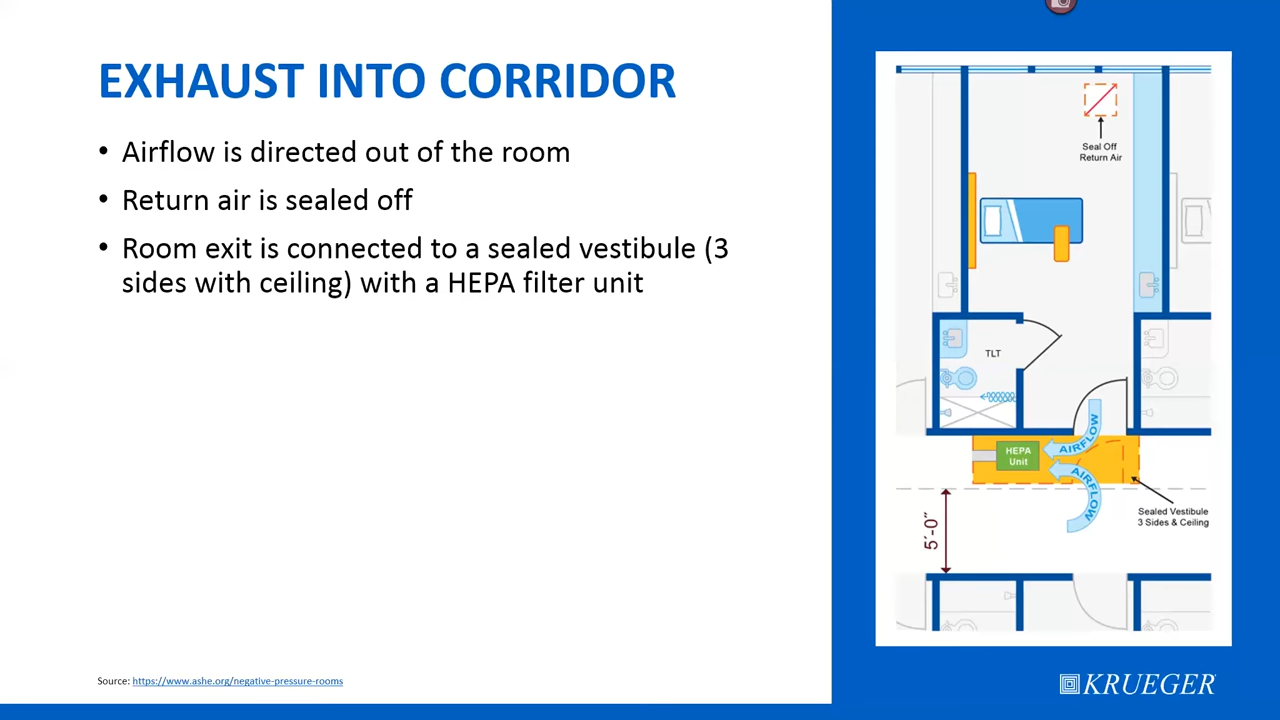 EXHAUST INTO CORRIDOR
• Airflow is directed out of the room
• Return air is sealed off
• Room exit is connected to a sealed vestibule (3
sides with ceiling) with a HEPA filter unit
Source: https://www.ashe.org/negative-pressure-rooms
Seal Off
Return Air
TLT
AIRFLOW
HEPA
Unit
AIRFLOW
5'-0"
Sealed Vestibule
3 Sides & Ceiling
KRUEGER